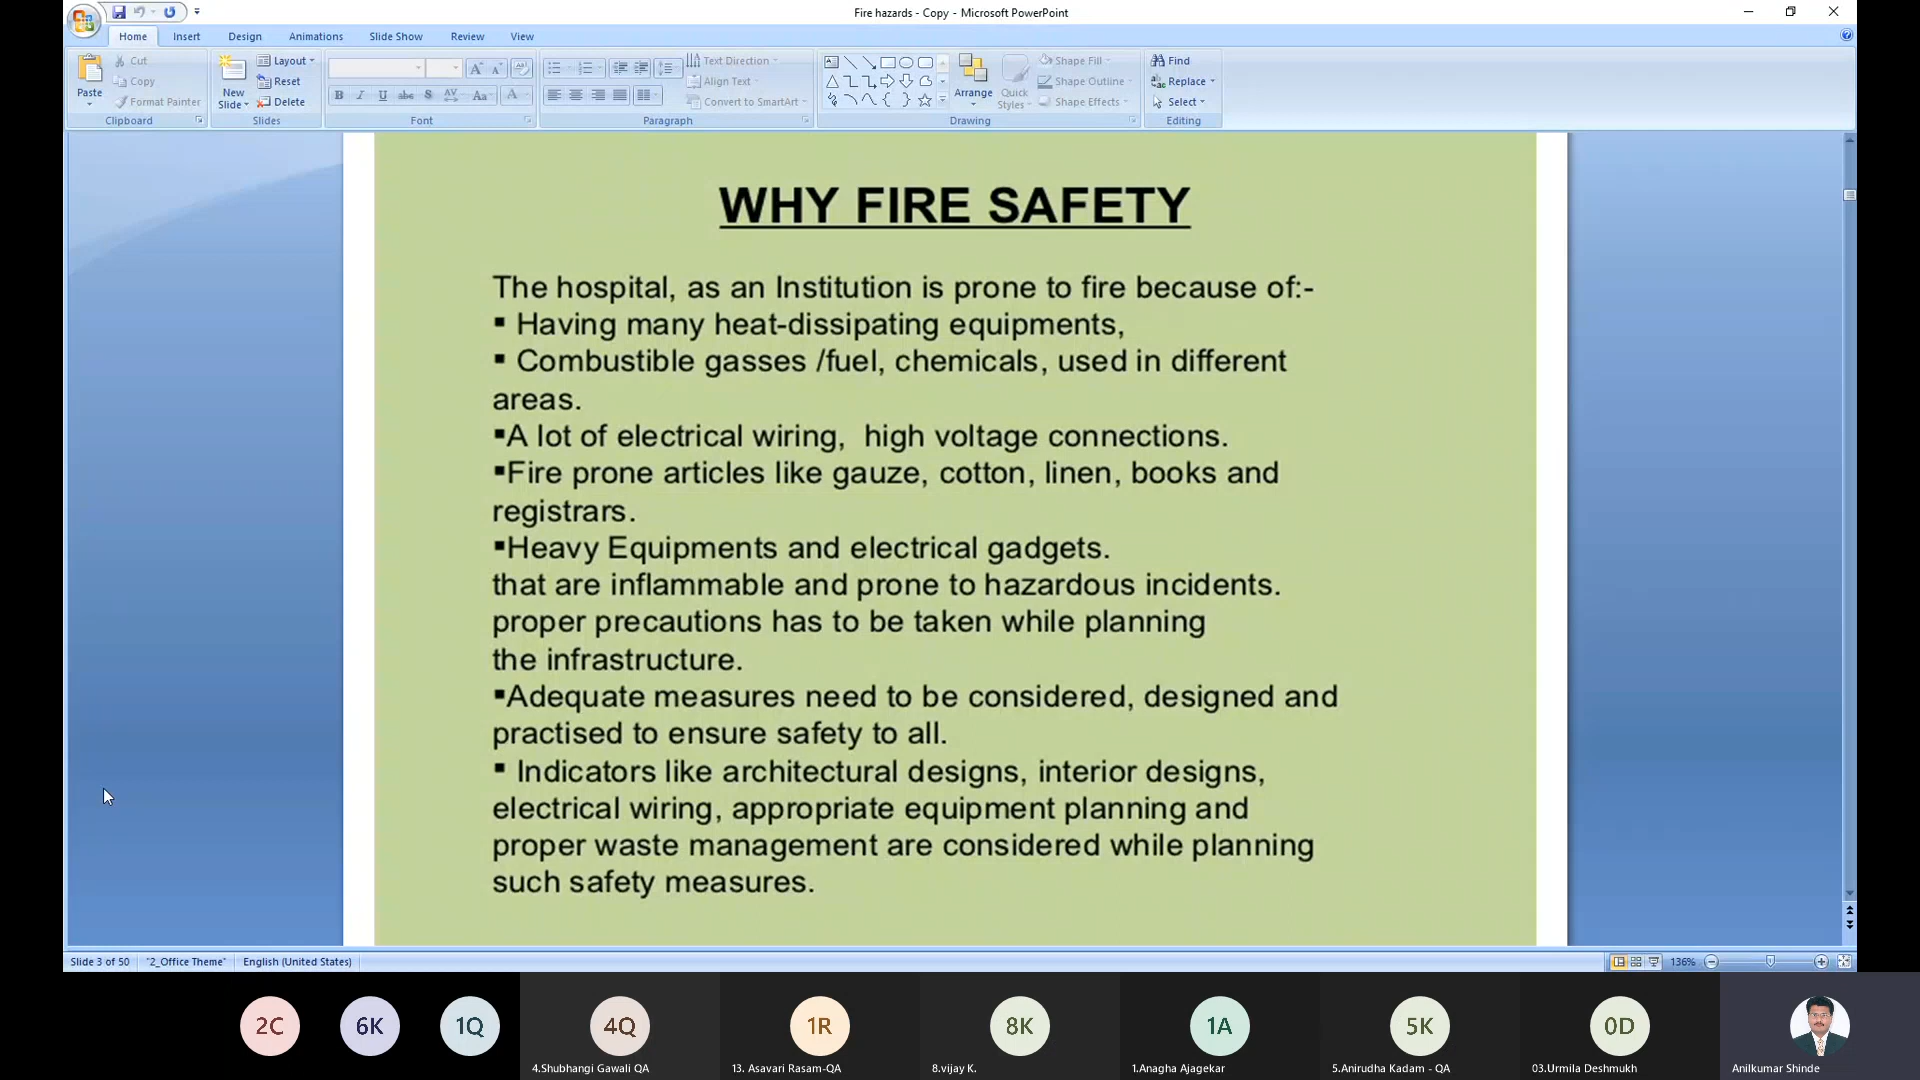 Fire hazards - Copy - Microsoft PowerPoint
Home Insert Design Animations Slide Show Review View
Paste
Cut
Copy
Format Painter
Clipboard
New Slide
Layout
Reset
Delete
Slides
Font
Text Direction
Align Text
Convert to SmartArt
Paragraph
Arrange
Quick Styles
Shape Fill
Shape Outline
Shape Effects
Drawing
Find
Replace
Select
Editing
WHY FIRE SAFETY
The hospital, as an Institution is prone to fire because of:-
▪ Having many heat-dissipating equipments,
▪ Combustible gasses /fuel, chemicals, used in different
areas.
▪A lot of electrical wiring,  high voltage connections.
▪Fire prone articles like gauze, cotton, linen, books and
registrars.
▪Heavy Equipments and electrical gadgets.
that are inflammable and prone to hazardous incidents.
proper precautions has to be taken while planning
the infrastructure.
▪Adequate measures need to be considered, designed and
practised to ensure safety to all.
▪ Indicators like architectural designs, interior designs,
electrical wiring, appropriate equipment planning and
proper waste management are considered while planning
such safety measures.
Slide 3 of 50 "2_Office Theme" English (United States) 136%
2C 6K 1Q 4Q 1R 8K 1A 5K 0D
4.Shubhangi Gawali QA 13. Asavari Rasam-QA 8.vijay K. 1.Anagha Ajagekar 5.Anirudha Kadam - QA 03.Urmila Deshmukh Anilkumar Shinde